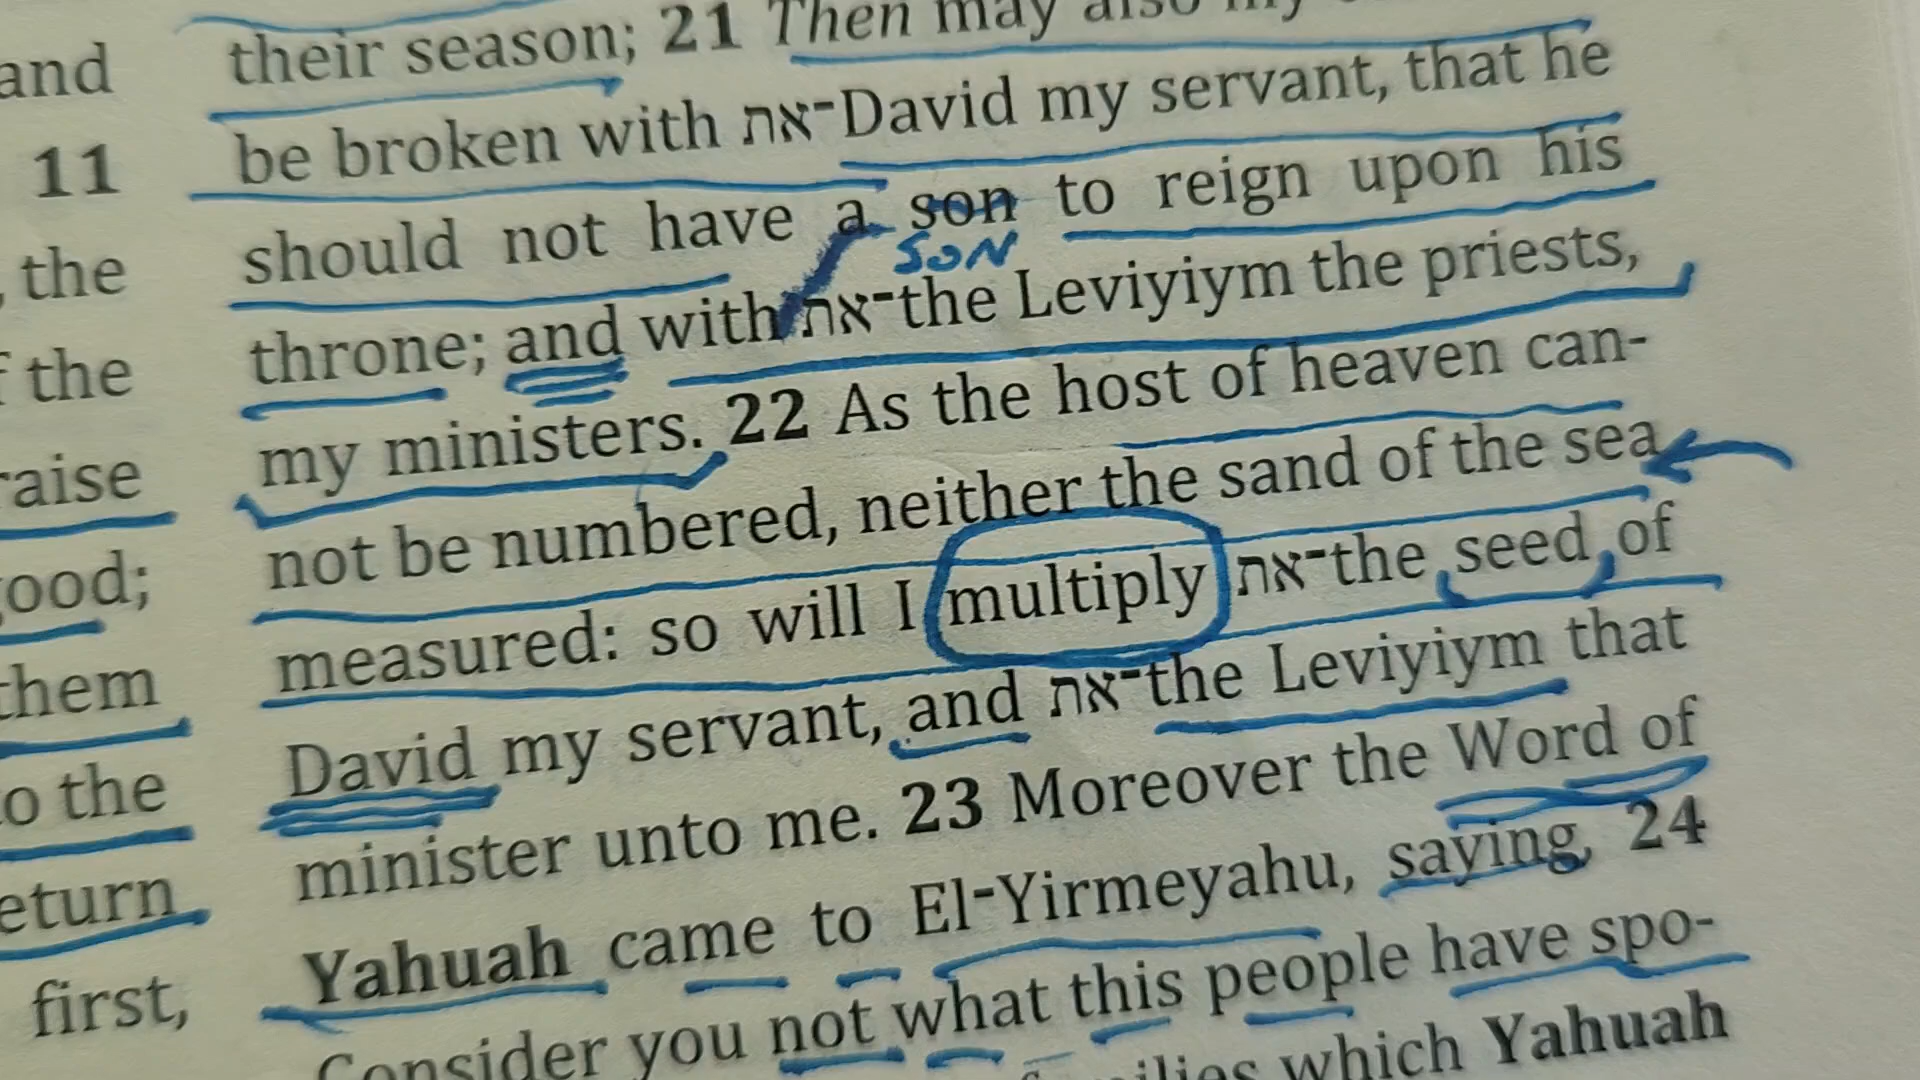 and
11
the
the
raise
good;
them
to the
return
first,
their season; 21 Then may also my
be broken with את-David my servant, that he
should not have a son to reign upon his
SON
throne; and with את-the Leviyiym the priests,
my ministers. 22 As the host of heaven can-
not be numbered, neither the sand of the sea
measured: so will I multiply את-the seed of
David my servant, and את-the Leviyiym that
minister unto me. 23 Moreover the Word of
Yahuah came to El-Yirmeyahu, saying, 24
Consider you not what this people have spo-
which Yahuah